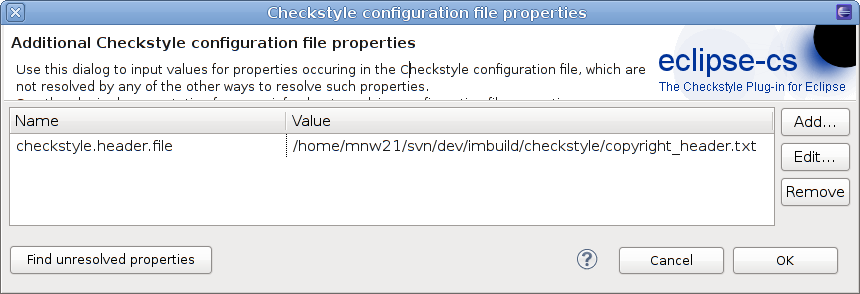 Checkstyle configuration file properties
Additional Checkstyle configuration file properties
Use this dialog to input values for properties occuring in the Checkstyle configuration file, which are
not resolved by any of the other ways to resolve such properties.
eclipse-cs
The Checkstyle Plug-in for Eclipse
Name Value
checkstyle.header.file /home/mnw21/svn/dev/imbuild/checkstyle/copyright_header.txt
Add...
Edit...
Remove
Find unresolved properties
?
Cancel
OK